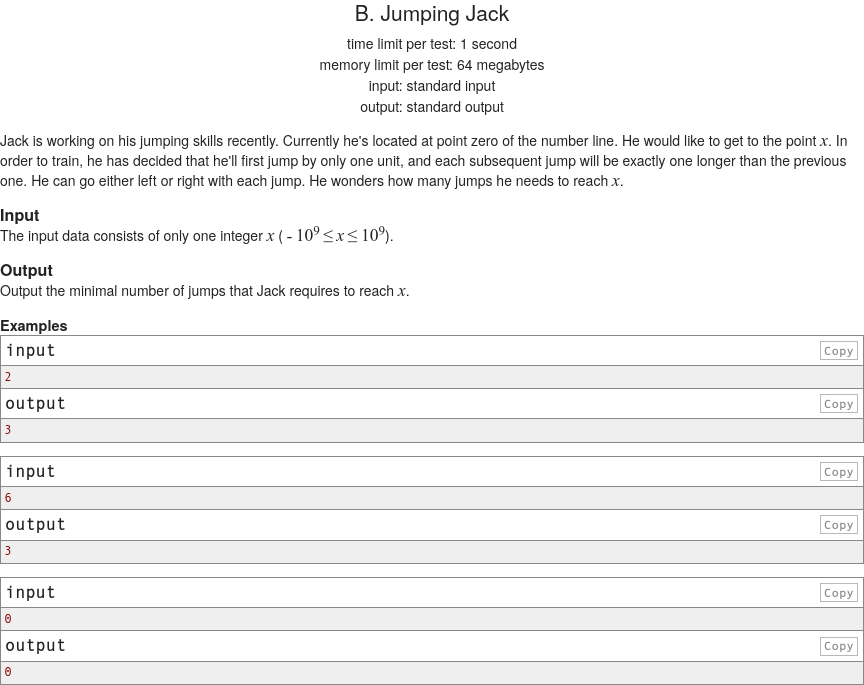 B. Jumping Jack
time limit per test: 1 second
memory limit per test: 64 megabytes
input: standard input
output: standard output
Jack is working on his jumping skills recently. Currently he's located at point zero of the number line. He would like to get to the point x. In
order to train, he has decided that he'll first jump by only one unit, and each subsequent jump will be exactly one longer than the previous
one. He can go either left or right with each jump. He wonders how many jumps he needs to reach x.
Input
The input data consists of only one integer x ( - 10⁹ ≤ x ≤ 10⁹).
Output
Output the minimal number of jumps that Jack requires to reach x.
Examples
input Copy
2
output Copy
3
input Copy
6
output Copy
3
input Copy
0
output Copy
0